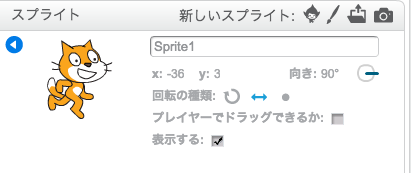 スプライト 新しいスプライト:
Sprite1
x: -36 y: 3 向き: 90°
回転の種類:
プレイヤーでドラッグできるか:
表示する: